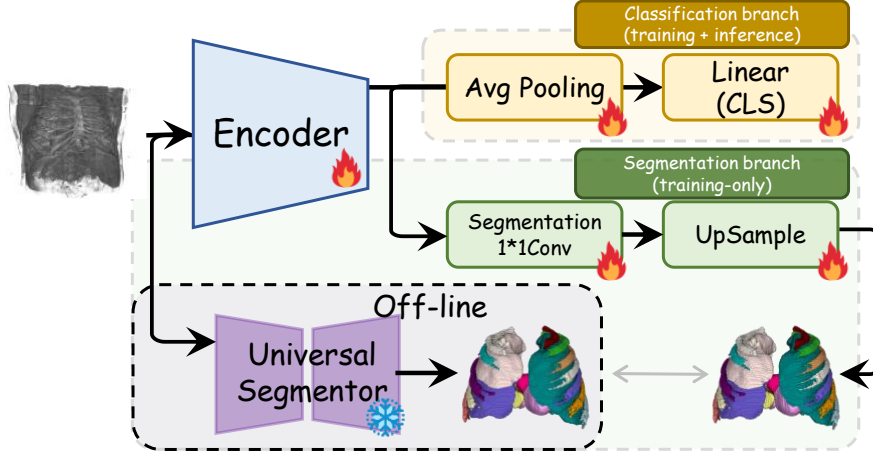 Classification branch
(training + inference)
Avg Pooling
Linear
(CLS)
Encoder
Segmentation branch
(training-only)
Segmentation
1*1Conv
UpSample
Off-line
Universal
Segmentor